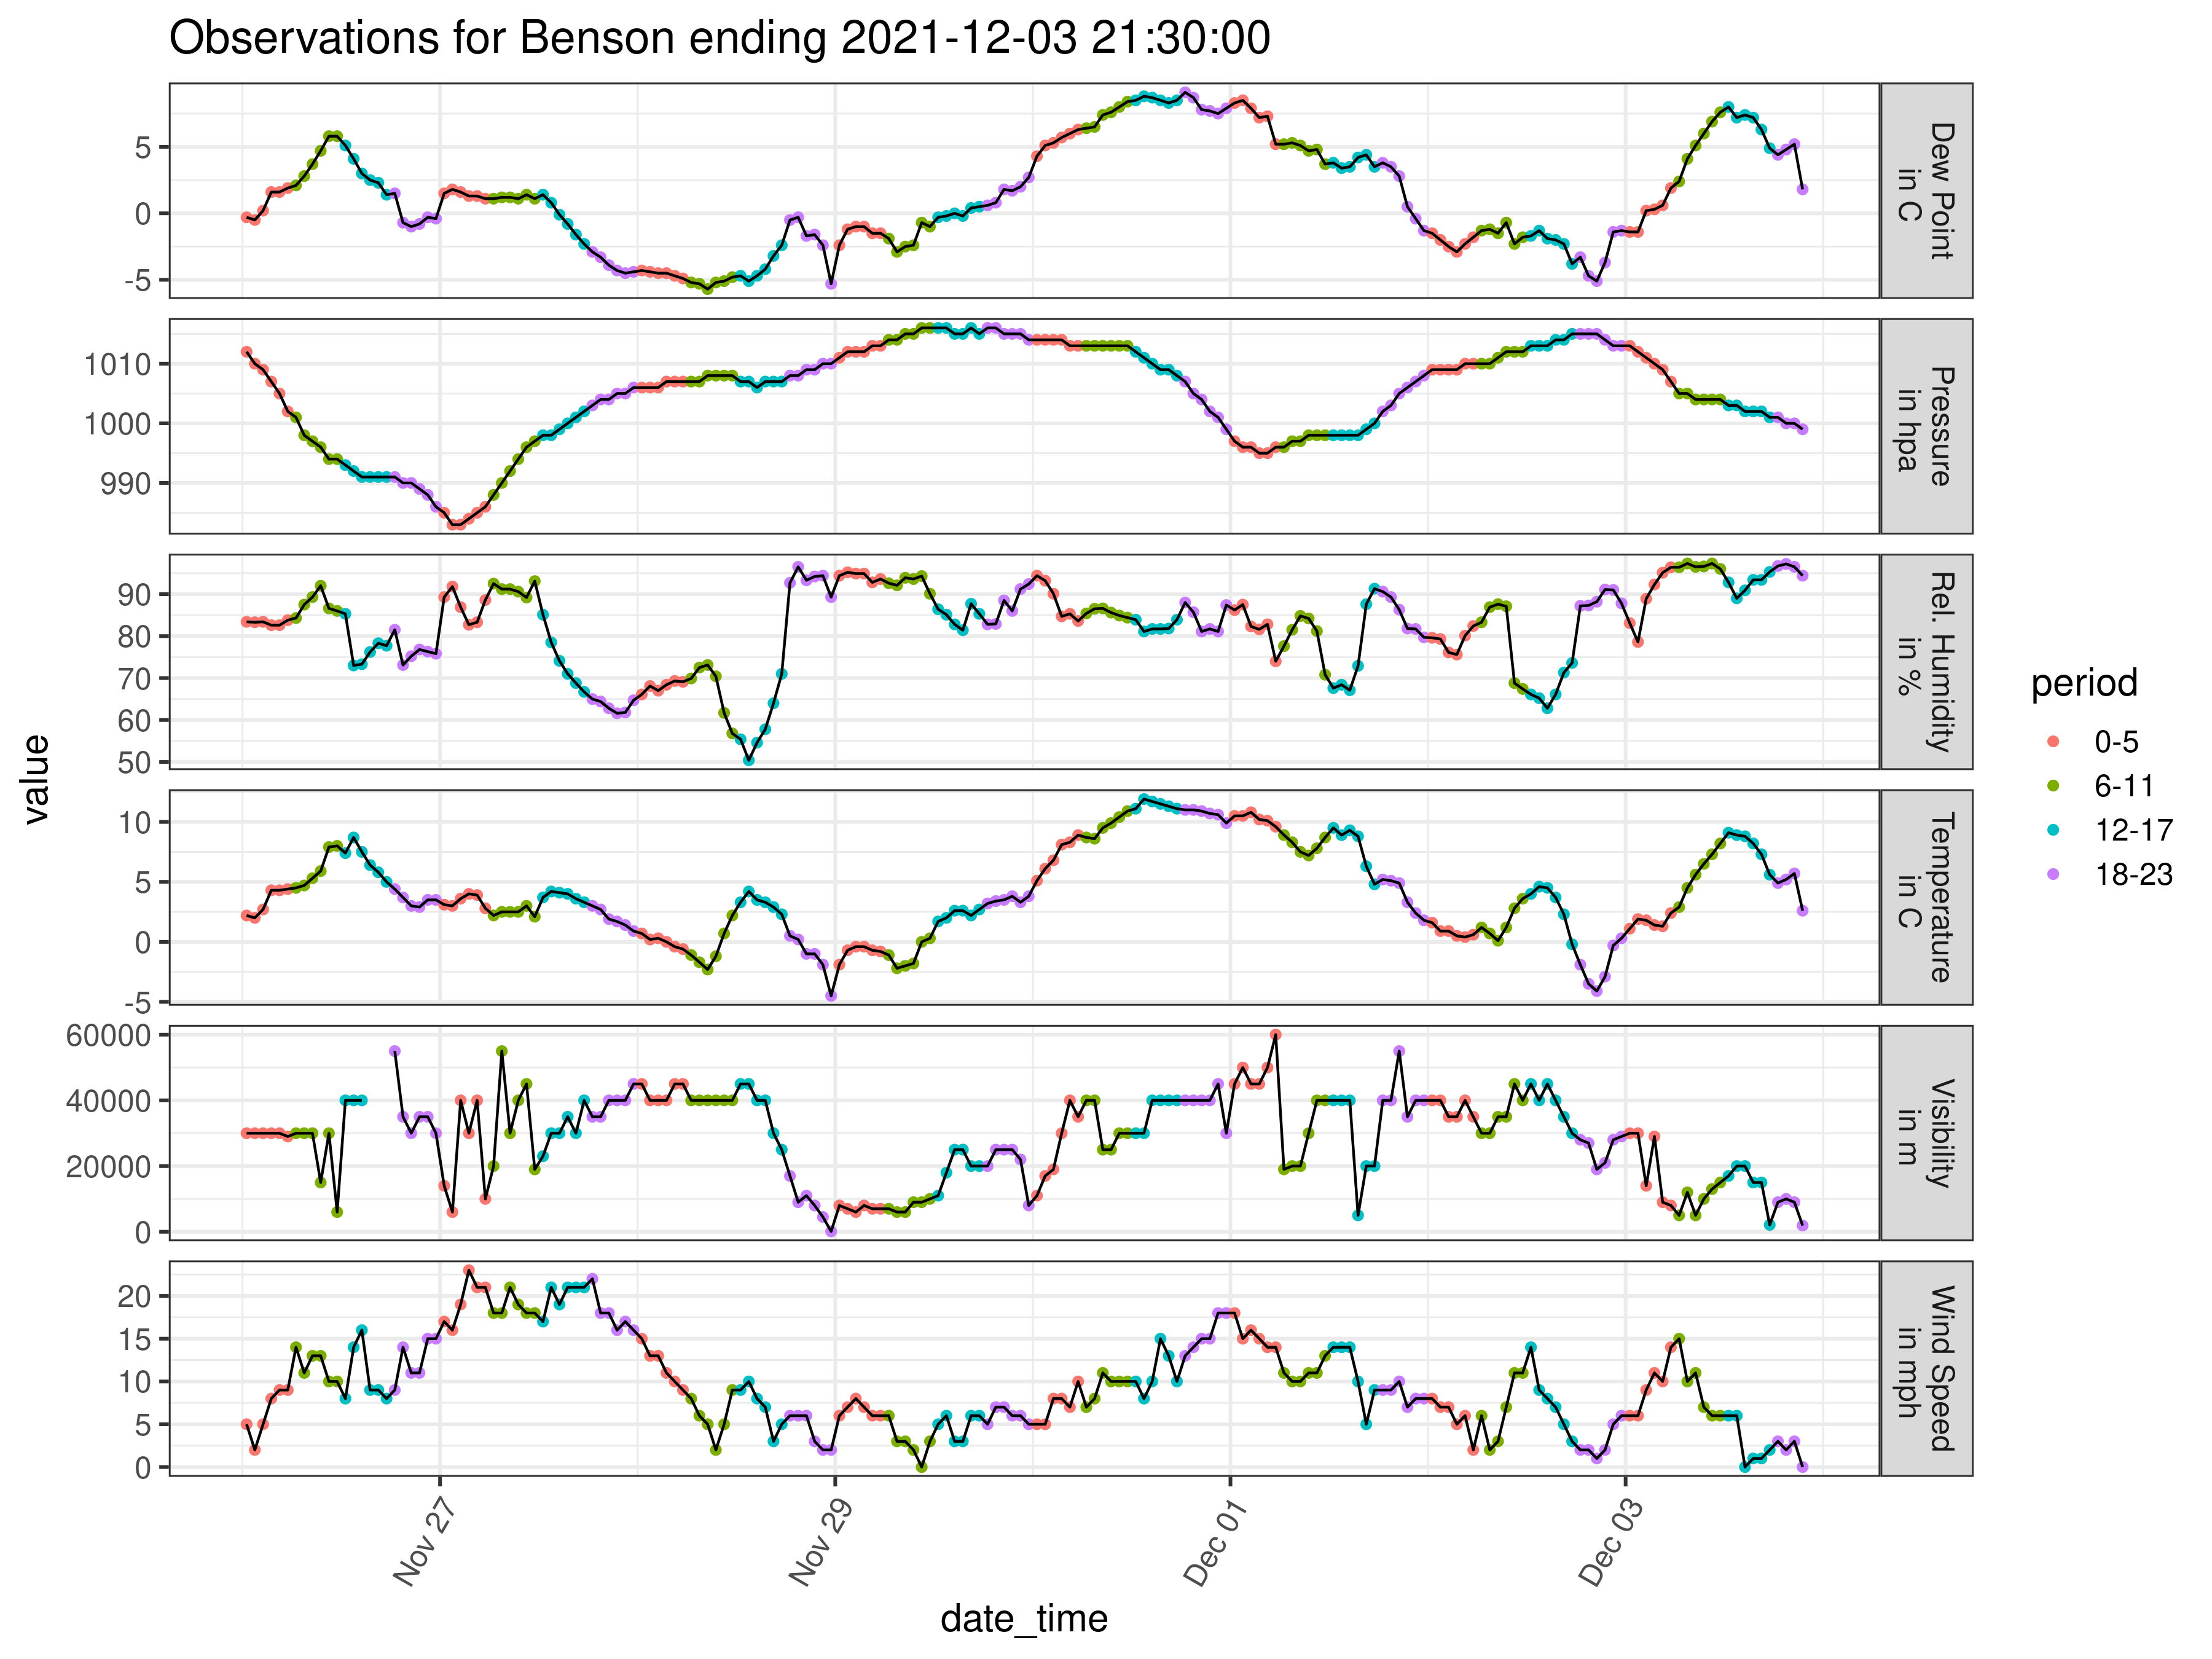 Observations for Benson ending 2021-12-03 21:30:00
5
0
-5
Dew Point
in C
1010
1000
990
Pressure
in hpa
90
80
70
60
50
Rel. Humidity
in %
10
5
0
-5
Temperature
in C
60000
40000
20000
0
Visibility
in m
20
15
10
5
0
Wind Speed
in mph
value
Nov 27
Nov 29
Dec 01
Dec 03
date_time
period
0-5
6-11
12-17
18-23